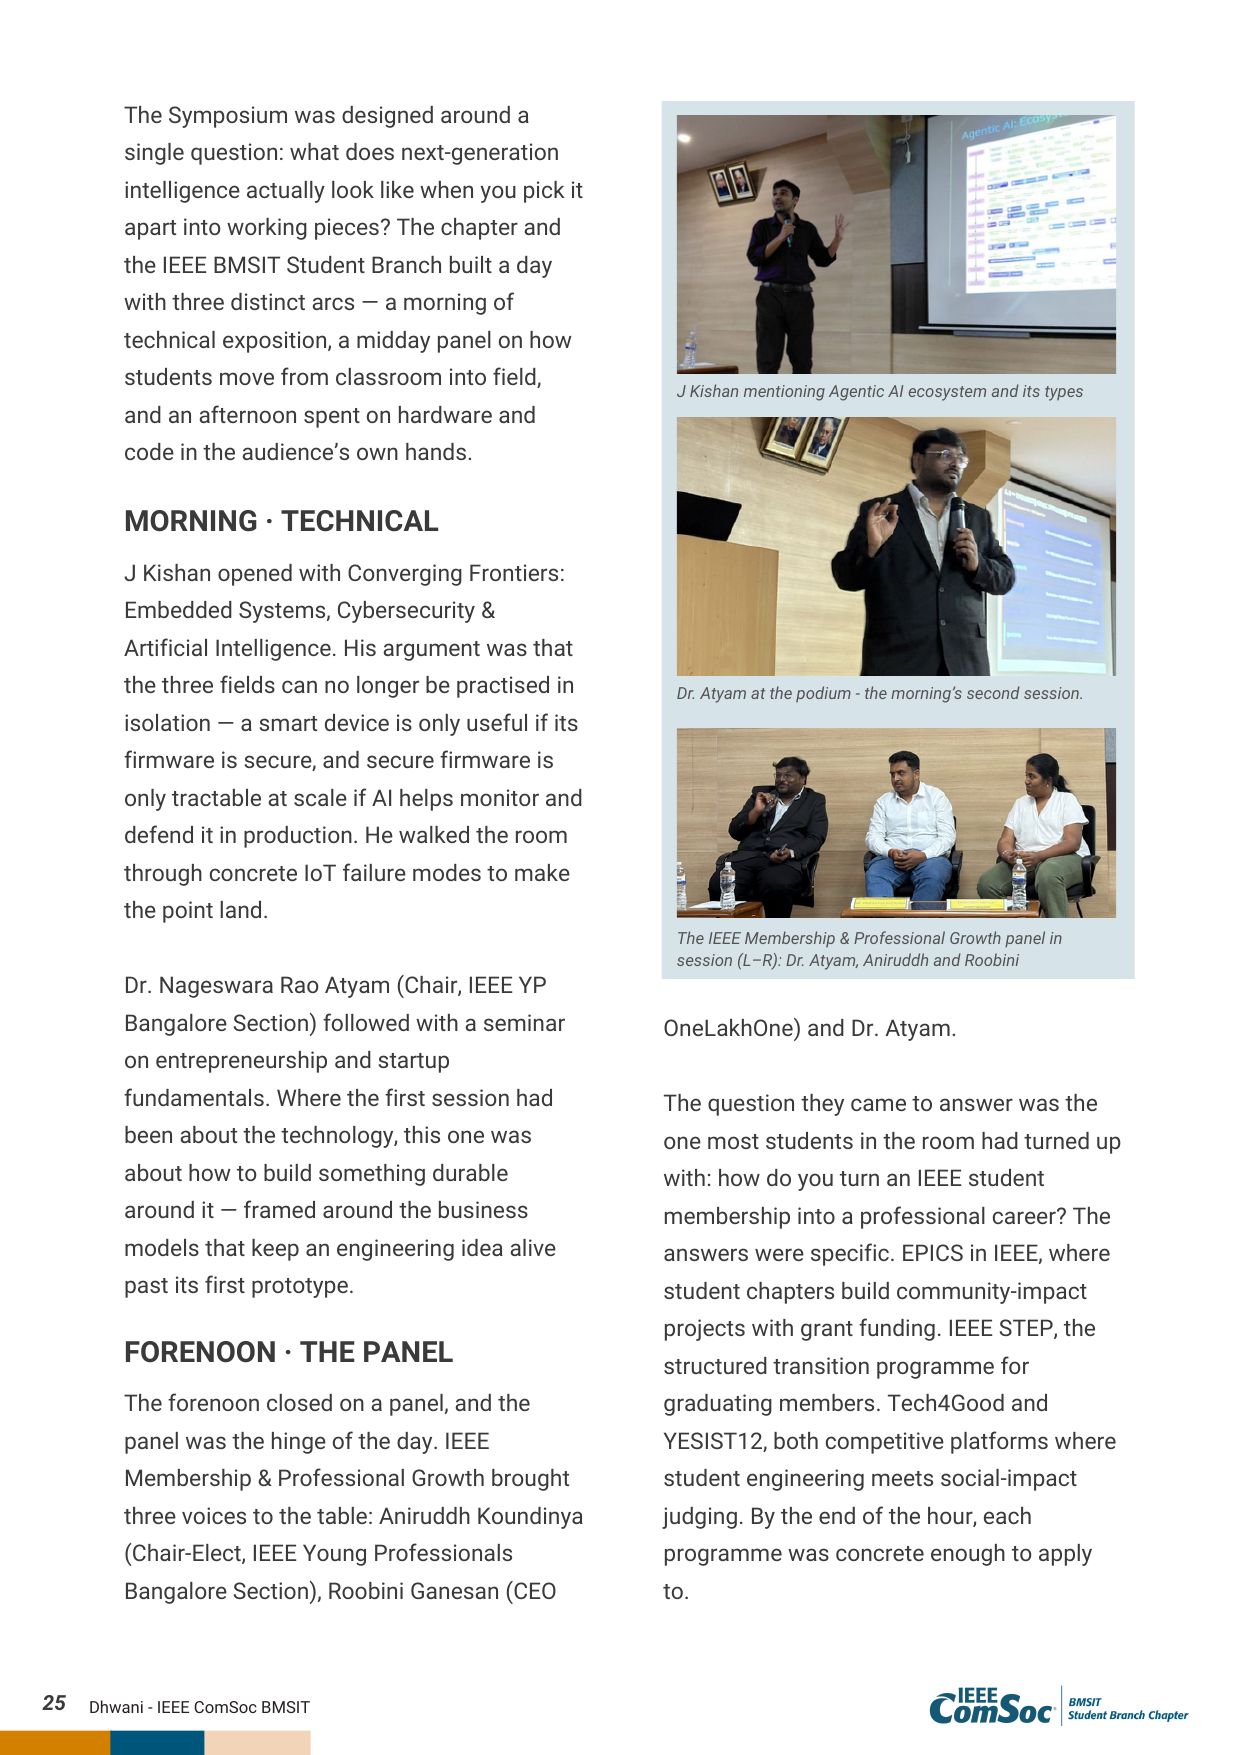 The Symposium was designed around a
single question: what does next-generation
intelligence actually look like when you pick it
apart into working pieces? The chapter and
the IEEE BMSIT Student Branch built a day
with three distinct arcs — a morning of
technical exposition, a midday panel on how
students move from classroom into field,
and an afternoon spent on hardware and
code in the audience’s own hands.
MORNING · TECHNICAL
J Kishan opened with Converging Frontiers:
Embedded Systems, Cybersecurity &
Artificial Intelligence. His argument was that
the three fields can no longer be practised in
isolation — a smart device is only useful if its
firmware is secure, and secure firmware is
only tractable at scale if AI helps monitor and
defend it in production. He walked the room
through concrete IoT failure modes to make
the point land.
Dr. Nageswara Rao Atyam (Chair, IEEE YP
Bangalore Section) followed with a seminar
on entrepreneurship and startup
fundamentals. Where the first session had
been about the technology, this one was
about how to build something durable
around it — framed around the business
models that keep an engineering idea alive
past its first prototype.
FORENOON · THE PANEL
The forenoon closed on a panel, and the
panel was the hinge of the day. IEEE
Membership & Professional Growth brought
three voices to the table: Aniruddh Koundinya
(Chair-Elect, IEEE Young Professionals
Bangalore Section), Roobini Ganesan (CEO
Agentic AI:
J Kishan mentioning Agentic AI ecosystem and its types
Dr. Atyam at the podium - the morning’s second session.
The IEEE Membership & Professional Growth panel in
session (L–R): Dr. Atyam, Aniruddh and Roobini
OneLakhOne) and Dr. Atyam.
The question they came to answer was the
one most students in the room had turned up
with: how do you turn an IEEE student
membership into a professional career? The
answers were specific. EPICS in IEEE, where
student chapters build community-impact
projects with grant funding. IEEE STEP, the
structured transition programme for
graduating members. Tech4Good and
YESIST12, both competitive platforms where
student engineering meets social-impact
judging. By the end of the hour, each
programme was concrete enough to apply
to.
25 Dhwani - IEEE ComSoc BMSIT
IEEE
ComSoc
BMSIT
Student Branch Chapter